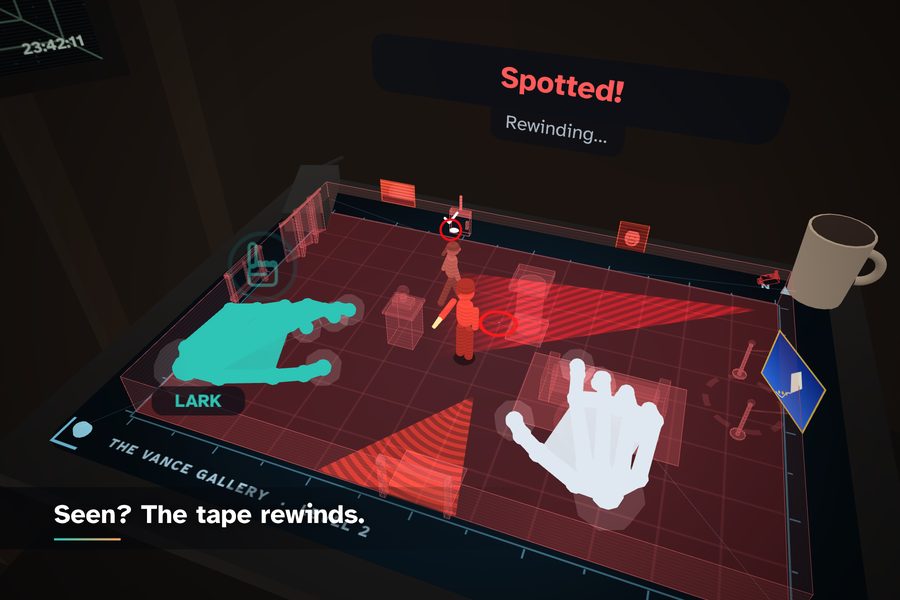 23:42:11
Spotted!
Rewinding...
LARK
THE VANCE GALLERY
2
Seen? The tape rewinds.